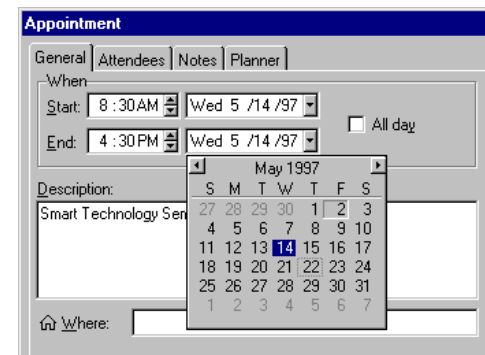 Appointment
General Attendees Notes Planner
When
Start: 8:30AM Wed 5 /14 /97
End: 4:30PM Wed 5 /14 /97
All day
May 1997
S M T W T F S
27 28 29 30 1 2 3
4 5 6 7 8 9 10
11 12 13 14 15 16 17
18 19 20 21 22 23 24
25 26 27 28 29 30 31
1 2 3 4 5 6 7
Description:
Smart Technology Sen
Where: